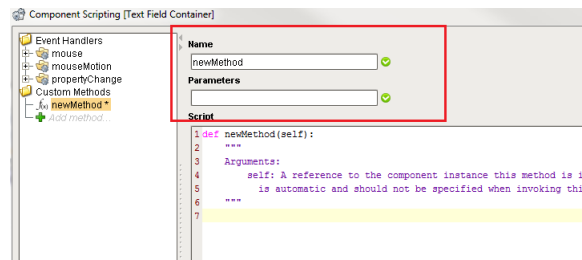 Component Scripting [Text Field Container]
Event Handlers
mouse
mouseMotion
propertyChange
Custom Methods
f(x) newMethod *
Add method...
Name
newMethod
Parameters
Script
1 def newMethod(self):
2 """
3 Arguments:
4 self: A reference to the component instance this method is i
5 is automatic and should not be specified when invoking thi
6 """
7